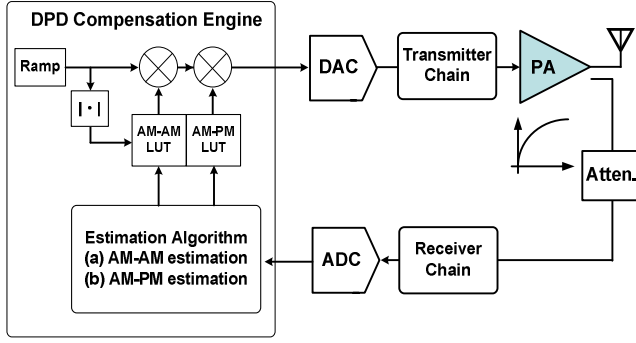 DPD Compensation Engine
Ramp
|·|
AM-AM
LUT
AM-PM
LUT
DAC
Transmitter
Chain
PA
Atten.
Estimation Algorithm
(a) AM-AM estimation
(b) AM-PM estimation
ADC
Receiver
Chain